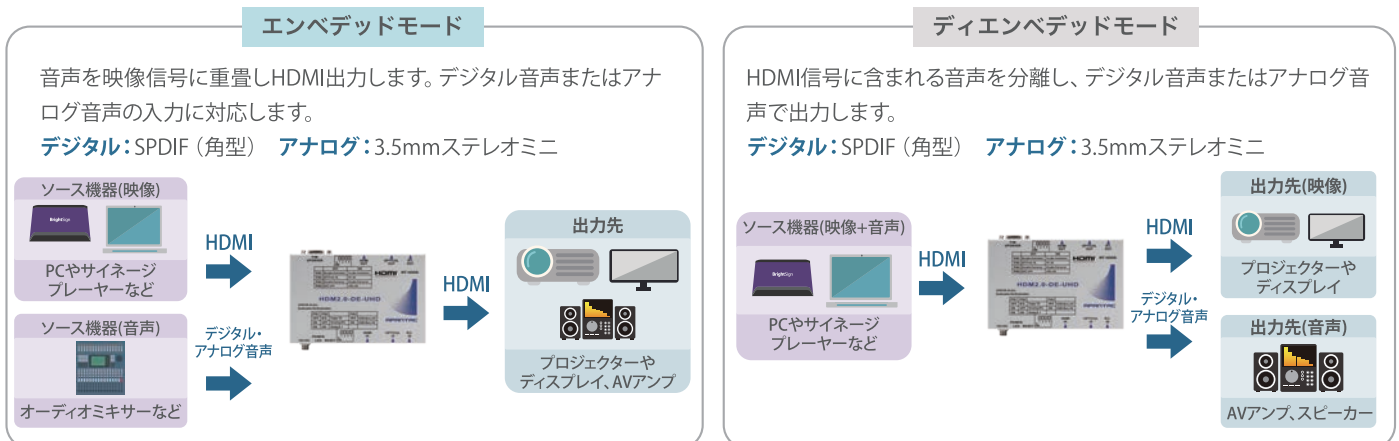 エンベデッドモード
音声を映像信号に重畳しHDMI出力します。デジタル音声またはアナ
ログ音声の入力に対応します。
デジタル：SPDIF（角型） アナログ：3.5mmステレオミニ
ソース機器(映像)
BrightSign
PCやサイネージ
プレーヤーなど
HDMI
ソース機器(音声)
オーディオミキサーなど
デジタル・
アナログ音声
HDMI
HDM2.0-DE-UHD
APANTAC
HDMI
出力先
プロジェクターや
ディスプレイ、AVアンプ
ディエンベデッドモード
HDMI信号に含まれる音声を分離し、デジタル音声またはアナログ音
声で出力します。
デジタル：SPDIF（角型） アナログ：3.5mmステレオミニ
ソース機器(映像+音声)
BrightSign
PCやサイネージ
プレーヤーなど
HDMI
HDMI
HDM2.0-DE-UHD
APANTAC
HDMI
出力先(映像)
プロジェクターや
ディスプレイ
デジタル・
アナログ音声
出力先(音声)
AVアンプ、スピーカー